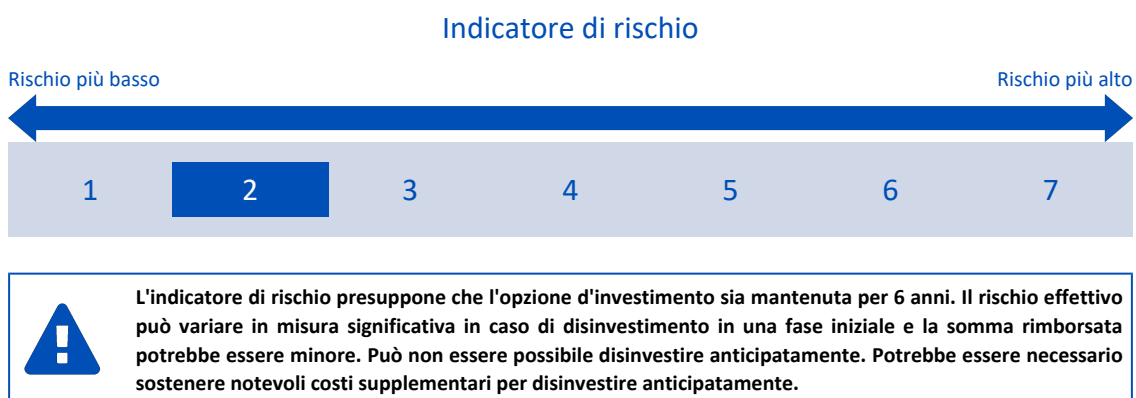 Indicatore di rischio
Rischio più basso
Rischio più alto
1 2 3 4 5 6 7
L'indicatore di rischio presuppone che l'opzione d'investimento sia mantenuta per 6 anni. Il rischio effettivo
può variare in misura significativa in caso di disinvestimento in una fase iniziale e la somma rimborsata
potrebbe essere minore. Può non essere possibile disinvestire anticipatamente. Potrebbe essere necessario
sostenere notevoli costi supplementari per disinvestire anticipatamente.